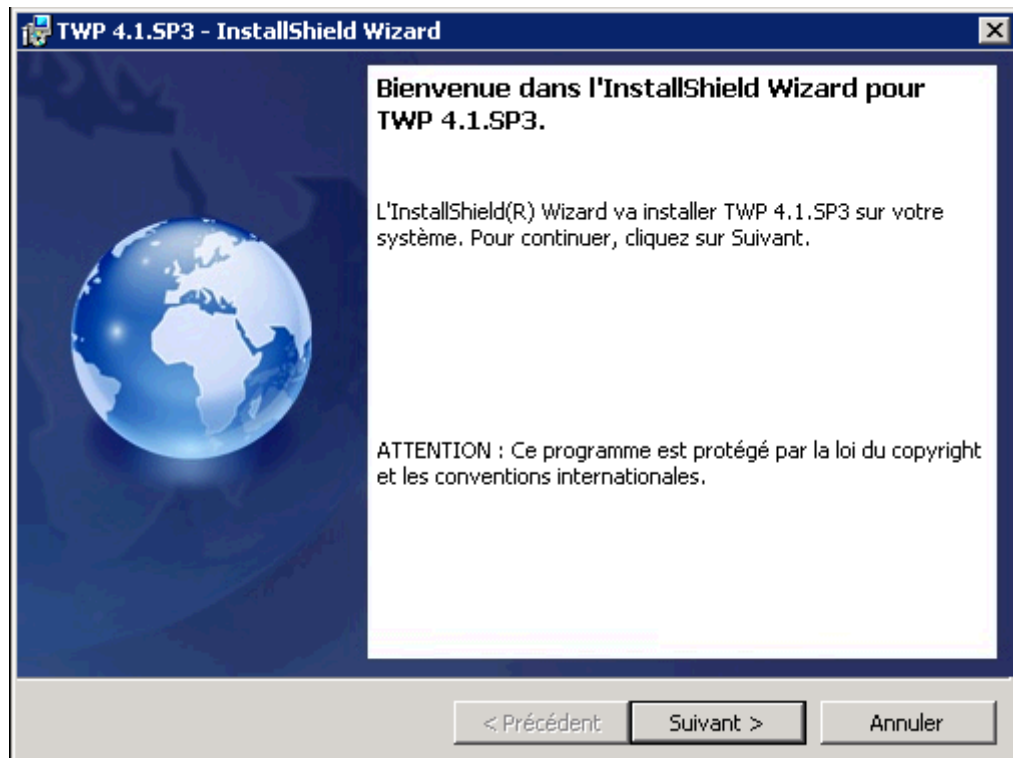 TWP 4.1.SP3 - InstallShield Wizard
Bienvenue dans l'InstallShield Wizard pour
TWP 4.1.SP3.
L'InstallShield(R) Wizard va installer TWP 4.1.SP3 sur votre
système. Pour continuer, cliquez sur Suivant.
ATTENTION : Ce programme est protégé par la loi du copyright
et les conventions internationales.
< Précédent
Suivant >
Annuler